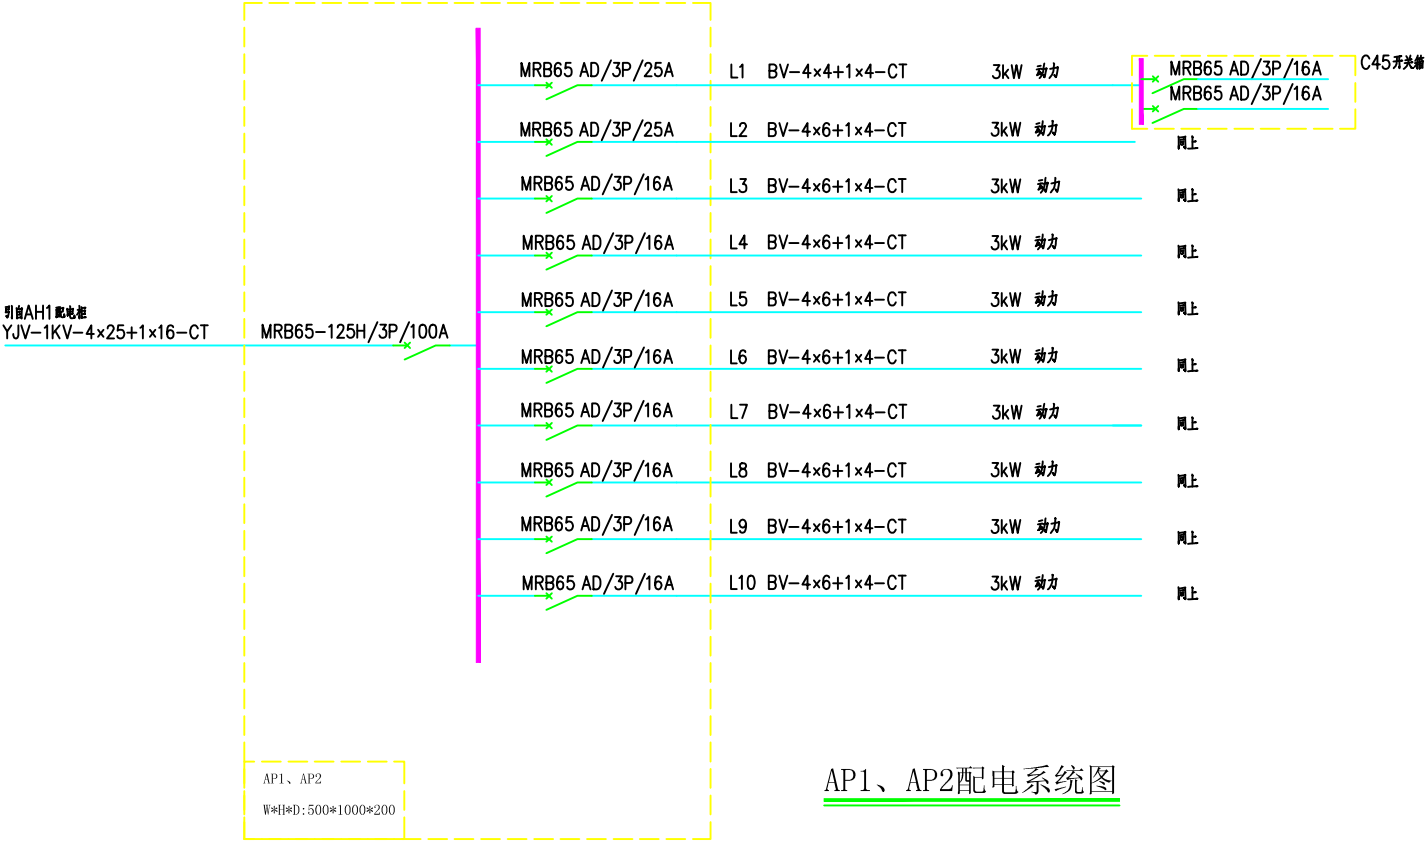 MRB65 AD/3P/25A L1 BV-4×4+1×4-CT 3kW 动力
MRB65 AD/3P/16A
MRB65 AD/3P/16A
C45开关箱
MRB65 AD/3P/25A L2 BV-4×6+1×4-CT 3kW 动力 同上
MRB65 AD/3P/16A L3 BV-4×6+1×4-CT 3kW 动力 同上
MRB65 AD/3P/16A L4 BV-4×6+1×4-CT 3kW 动力 同上
MRB65 AD/3P/16A L5 BV-4×6+1×4-CT 3kW 动力 同上
引自AH1配电柜
YJV-1KV-4×25+1×16-CT
MRB65-125H/3P/100A
MRB65 AD/3P/16A L6 BV-4×6+1×4-CT 3kW 动力 同上
MRB65 AD/3P/16A L7 BV-4×6+1×4-CT 3kW 动力 同上
MRB65 AD/3P/16A L8 BV-4×6+1×4-CT 3kW 动力 同上
MRB65 AD/3P/16A L9 BV-4×6+1×4-CT 3kW 动力 同上
MRB65 AD/3P/16A L10 BV-4×6+1×4-CT 3kW 动力 同上
AP1、AP2
W*H*D:500*1000*200
AP1、AP2配电系统图